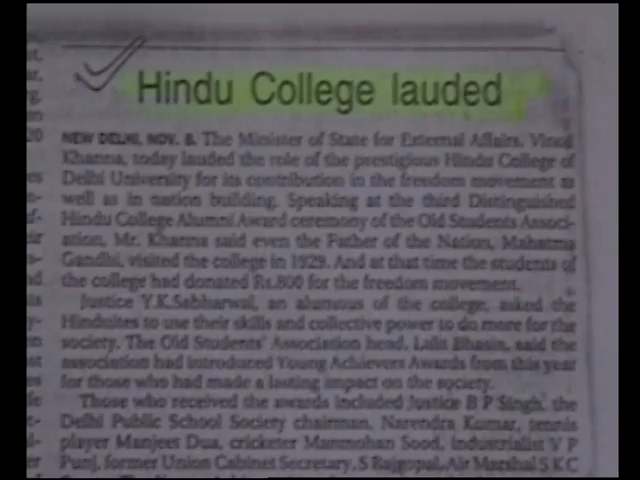 Hindu College lauded
NEW DELHI, NOV. 8. The Minister of State for External Affairs, Vinod
Khanna, today lauded the role of the prestigious Hindu College of
Delhi University for its contribution in the freedom movement as
well as in nation building. Speaking at the third Distinguished
Hindu College Alumni Award ceremony of the Old Students Associ-
ation, Mr. Khanna said even the Father of the Nation, Mahatma
Gandhi, visited the college in 1929. And at that time the students of
the college had donated Rs.800 for the freedom movement.
Justice Y.K.Sabharwal, an alumnus of the college, asked the
Hinduites to use their skills and collective power to do more for the
society. The Old Students' Association head, Lalit Bhasin, said the
association had introduced Young Achievers Awards from this year
for those who had made a lasting impact on the society.
Those who received the awards included Justice B P Singh, the
Delhi Public School Society chairman, Narendra Kumar, tennis
player Manjeet Dua, cricketer Manmohan Sood, industrialist V P
Punj, former Union Cabinet Secretary, S Rajgopal, Air Marshal S K C